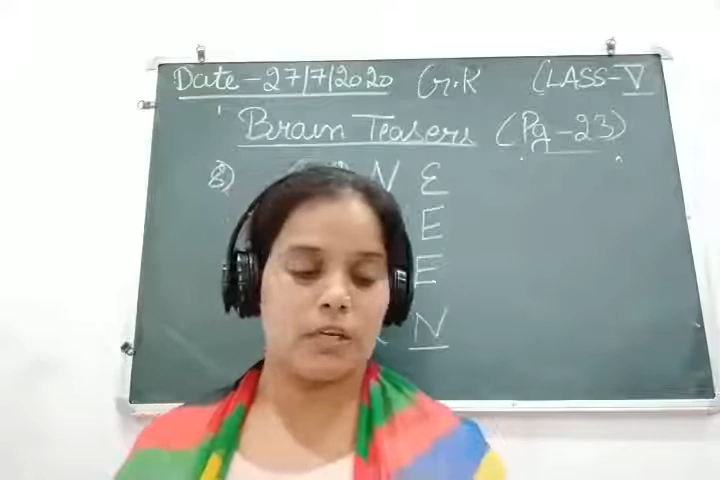 Date - 27/7/2020 G.K CLASS-V
Brain Teasers (Pg-23)
8) N E
E
E
N